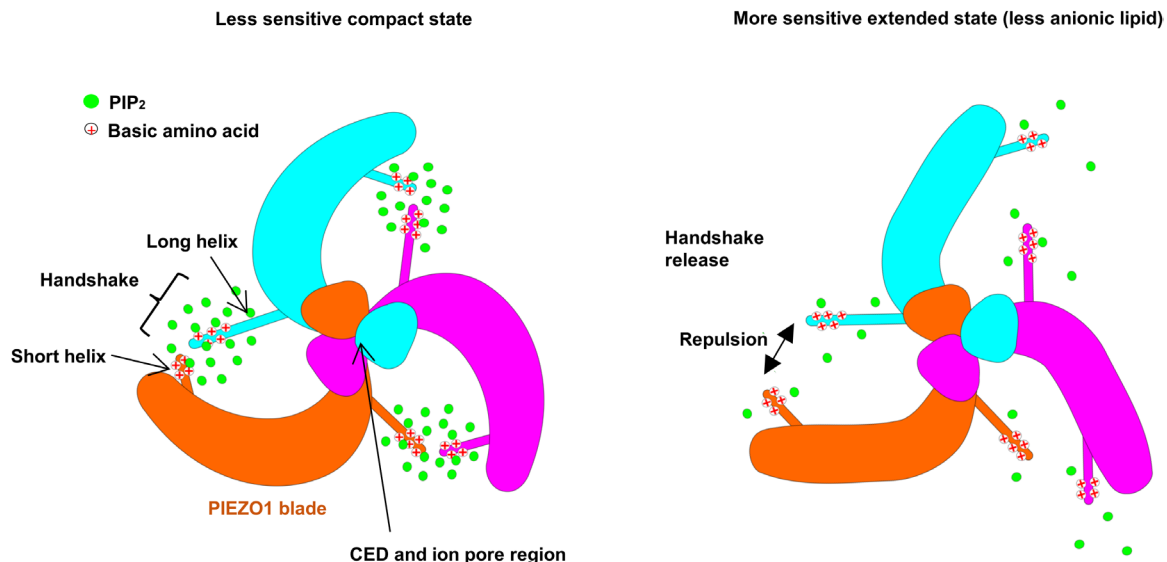 Less sensitive compact state
More sensitive extended state (less anionic lipid)
PIP₂
Basic amino acid
Long helix
Handshake
Short helix
PIEZO1 blade
CED and ion pore region
Handshake
release
Repulsion